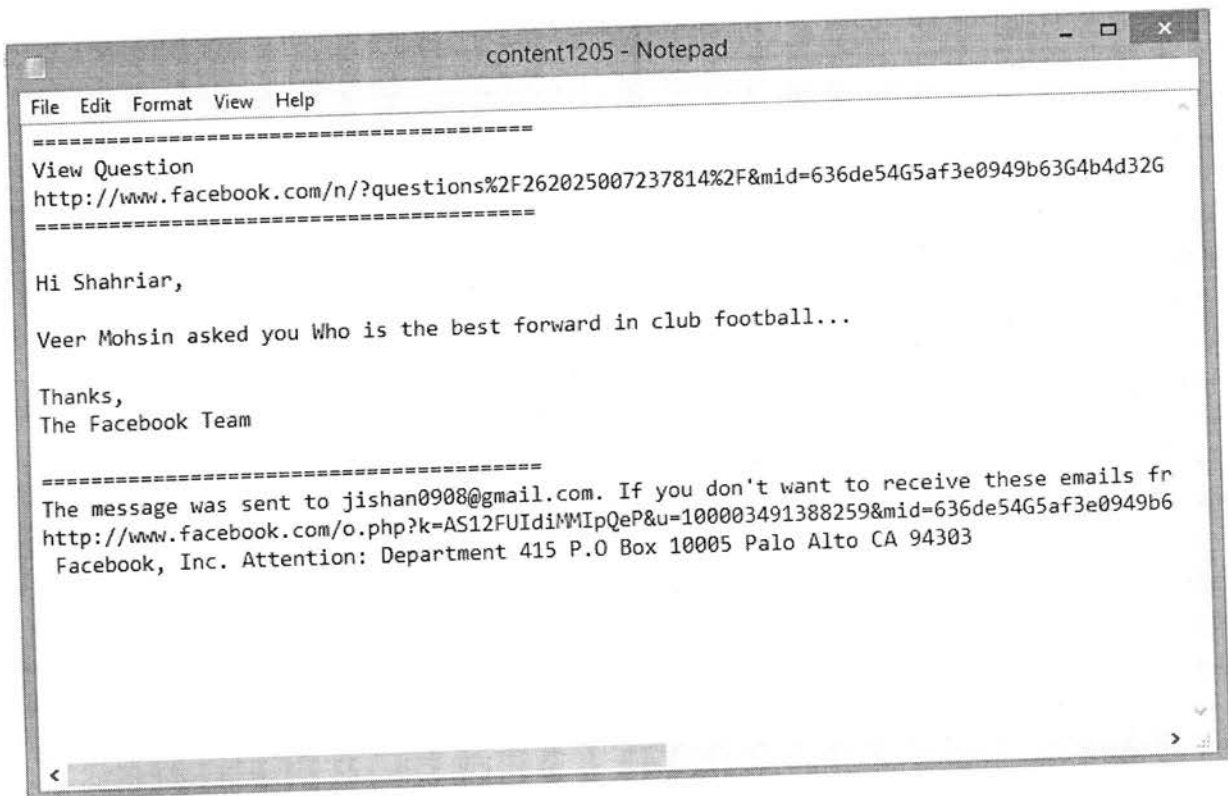 content1205 - Notepad
File Edit Format View Help
=========================================
View Question
http://www.facebook.com/n/?questions%2F262025007237814%2F&mid=636de54G5af3e0949b63G4b4d32G
=========================================
Hi Shahriar,
Veer Mohsin asked you Who is the best forward in club football...
Thanks,
The Facebook Team
=========================================
The message was sent to jishan0908@gmail.com. If you don't want to receive these emails fr
http://www.facebook.com/o.php?k=AS12FUIdiMMIpQeP&u=100003491388259&mid=636de54G5af3e0949b6
Facebook, Inc. Attention: Department 415 P.O Box 10005 Palo Alto CA 94303